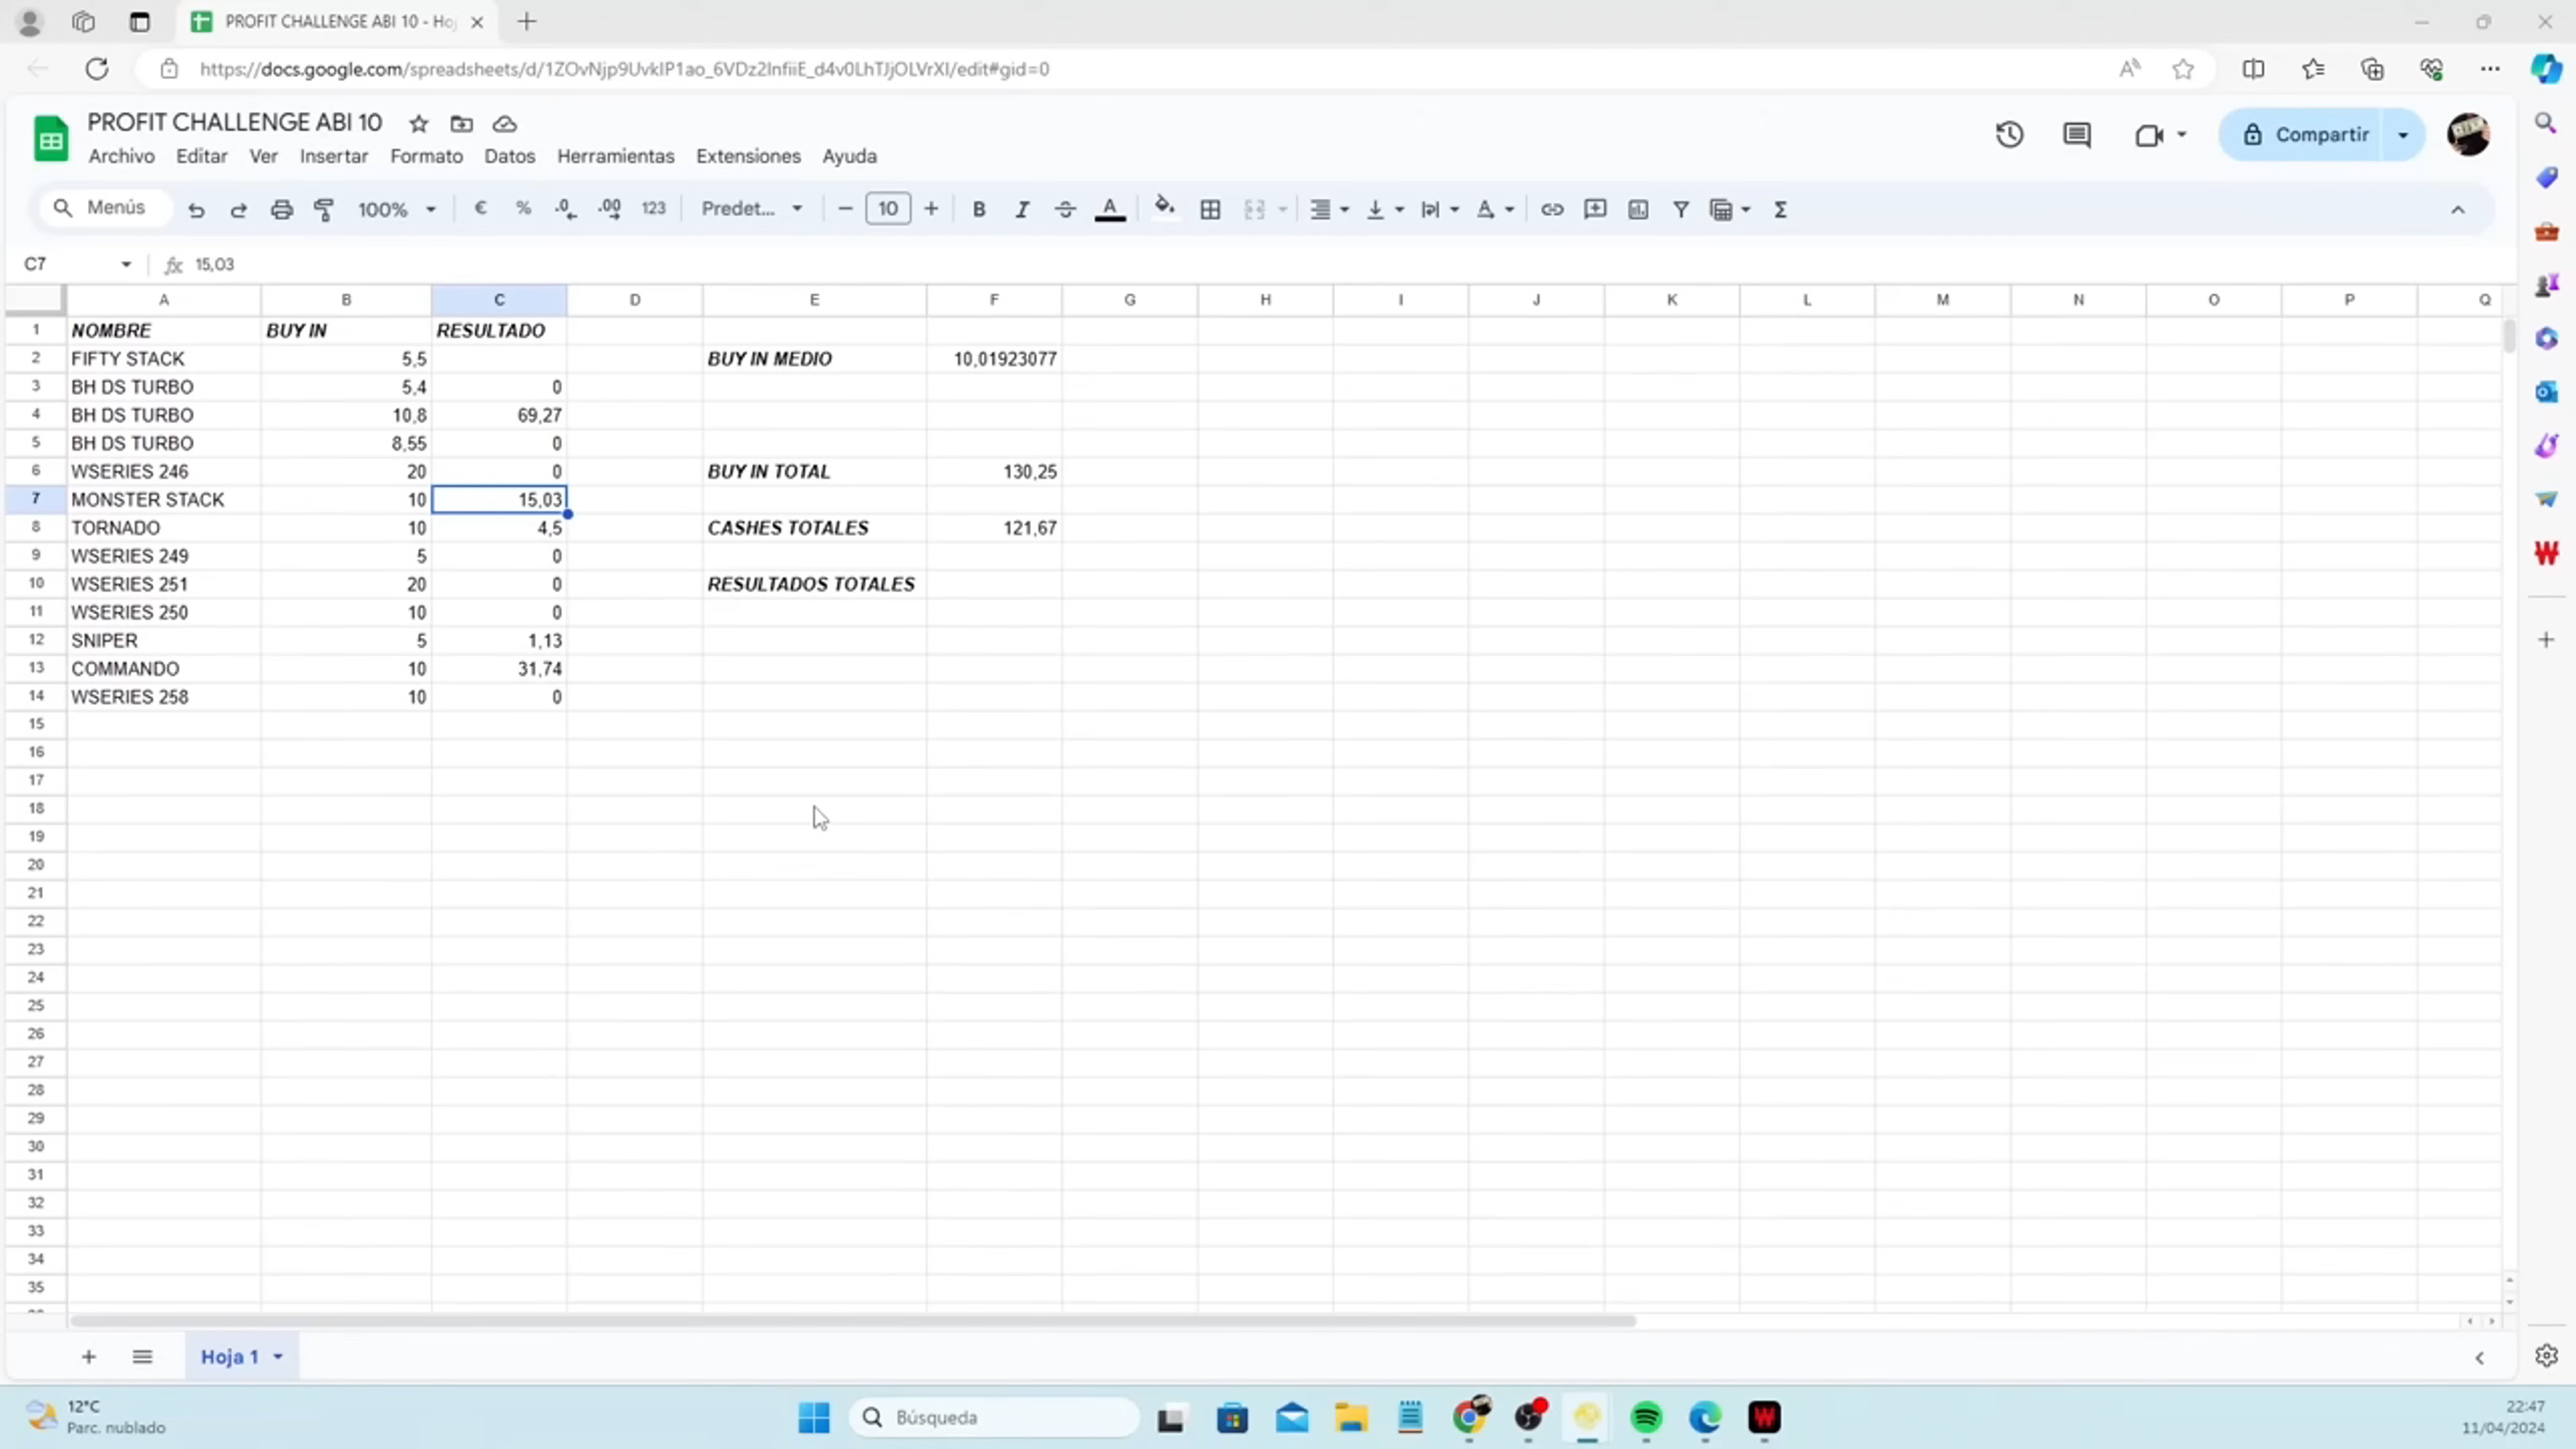 PROFIT CHALLENGE ABI 10 - Ho
https://docs.google.com/spreadsheets/d/1ZOvNjp9UvkIP1ao_6VDz2InfiiE_d4v0LhTJjOLVrXI/edit#gid=0
PROFIT CHALLENGE ABI 10
Archivo Editar Ver Insertar Formato Datos Herramientas Extensiones Ayuda
Compartir
Menús 100% € % .0 .00 123 Predet... 10 B I A Σ
C7 fx 15,03
A B C D E F G H I J K L M N O P Q
1 NOMBRE BUY IN RESULTADO
2 FIFTY STACK 5,5 BUY IN MEDIO 10,01923077
3 BH DS TURBO 5,4 0
4 BH DS TURBO 10,8 69,27
5 BH DS TURBO 8,55 0
6 WSERIES 246 20 0 BUY IN TOTAL 130,25
7 MONSTER STACK 10 15,03
8 TORNADO 10 4,5 CASHES TOTALES 121,67
9 WSERIES 249 5 0
10 WSERIES 251 20 0 RESULTADOS TOTALES
11 WSERIES 250 10 0
12 SNIPER 5 1,13
13 COMMANDO 10 31,74
14 WSERIES 258 10 0
15
16
17
18
19
20
21
22
23
24
25
26
27
28
29
30
31
32
33
34
35
Hoja 1
12°C
Parc. nublado
Búsqueda
22:47
11/04/2024